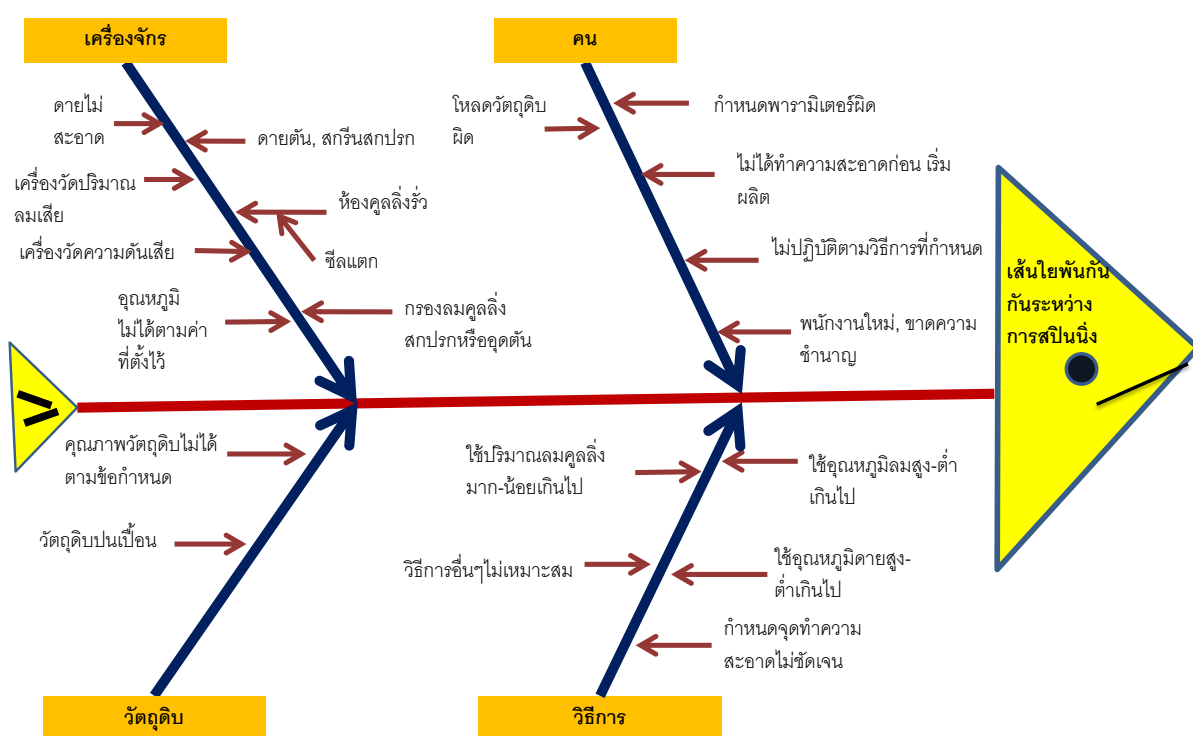 เครื่องจักร
คน
ดายไม่
สะอาด
ดายตัน, สกรีนสกปรก
เครื่องวัดปริมาณ
ลมเสีย
ห้องคูลลิ่งรั่ว
เครื่องวัดความดันเสีย
ซีลแตก
อุณหภูมิ
ไม่ได้ตามค่า
ที่ตั้งไว้
กรองลมคูลลิ่ง
สกปรกหรืออุดตัน
โหลดวัตถุดิบ
ผิด
กำหนดพารามิเตอร์ผิด
ไม่ได้ทำความสะอาดก่อน เริ่ม
ผลิต
ไม่ปฏิบัติตามวิธีการที่กำหนด
พนักงานใหม่, ขาดความ
ชำนาญ
เส้นใยพันกัน
กันระหว่าง
การสปินนิ่ง
คุณภาพวัตถุดิบไม่ได้
ตามข้อกำหนด
วัตถุดิบปนเปื้อน
ใช้ปริมาณลมคูลลิ่ง
มาก-น้อยเกินไป
ใช้อุณหภูมิลมสูง-ต่ำ
เกินไป
วิธีการอื่นๆไม่เหมาะสม
ใช้อุณหภูมิดายสูง-
ต่ำเกินไป
กำหนดจุดทำความ
สะอาดไม่ชัดเจน
วัตถุดิบ
วิธีการ